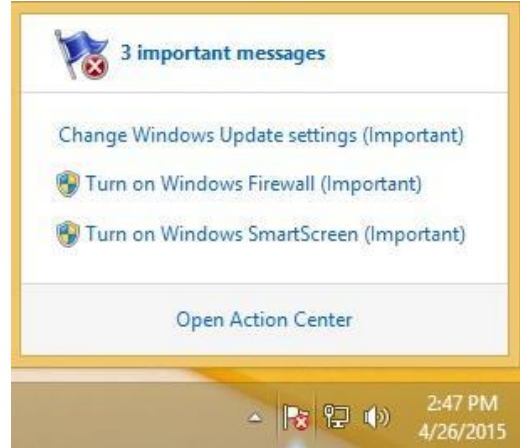 3 important messages
Change Windows Update settings (Important)
Turn on Windows Firewall (Important)
Turn on Windows SmartScreen (Important)
Open Action Center
2:47 PM
4/26/2015